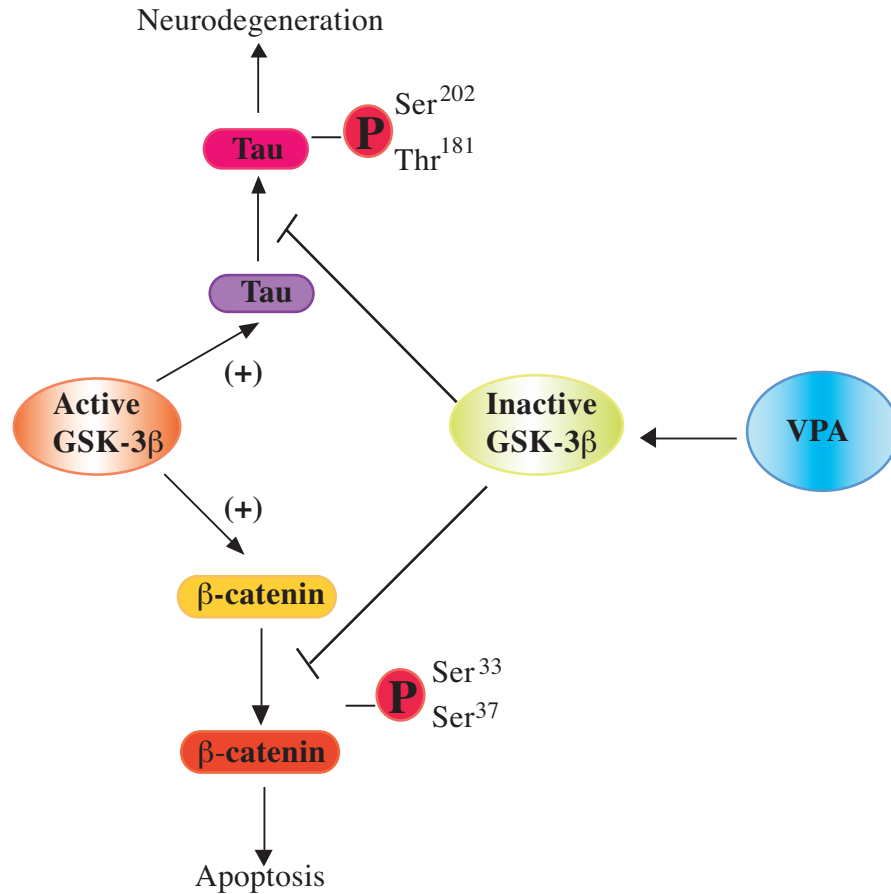 Neurodegeneration
Ser202
P
Tau
Thr181
Tau
(+)
Active
GSK-3β
Inactive
GSK-3β
VPA
(+)
β-catenin
Ser33
P
Ser37
β-catenin
Apoptosis